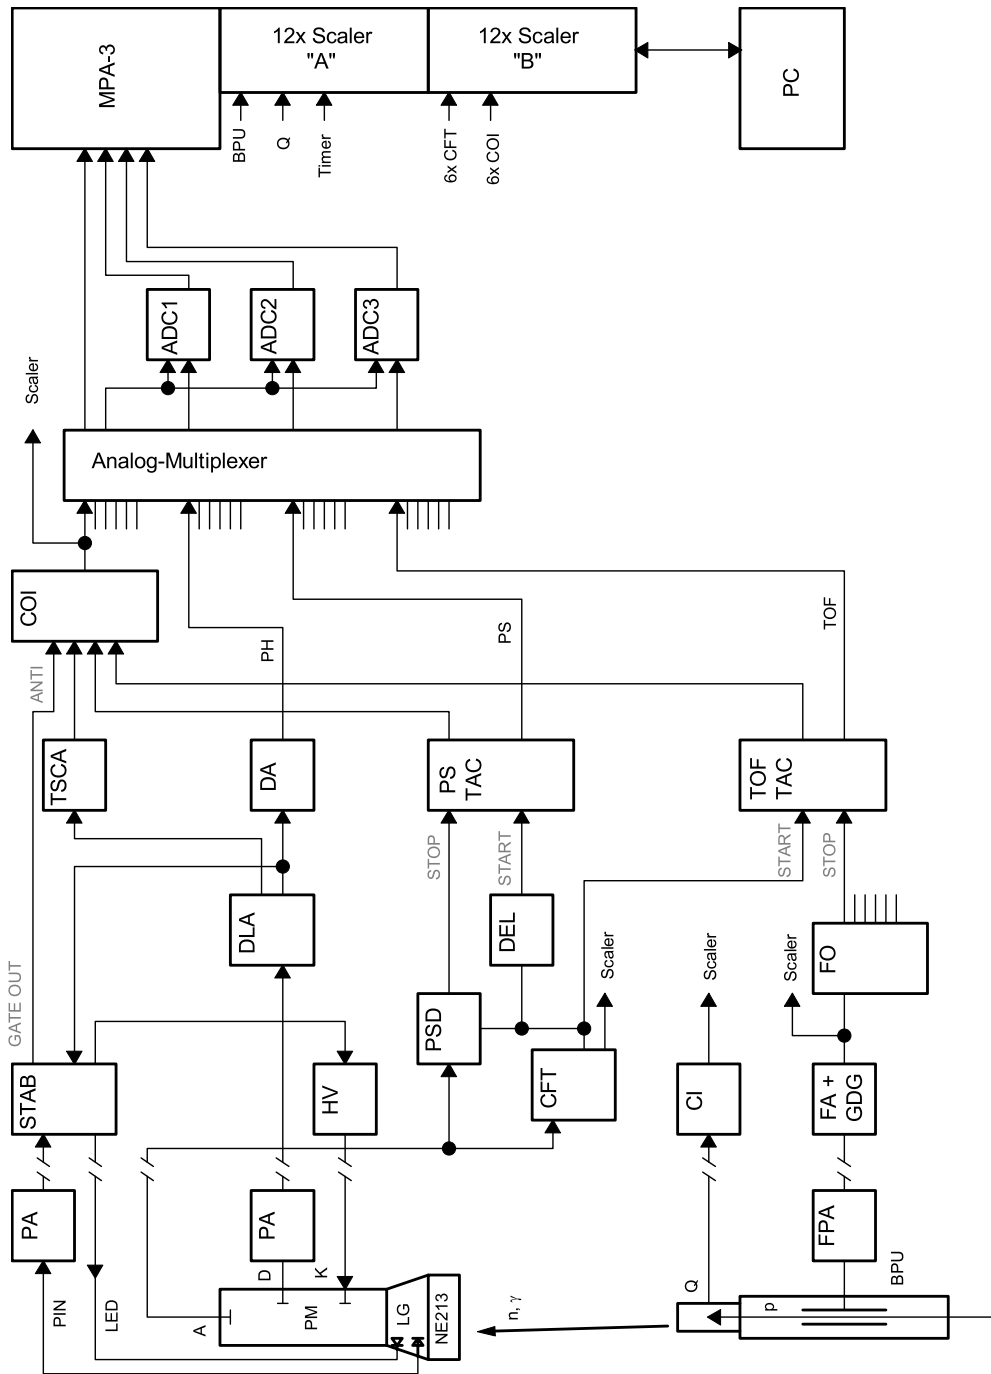 MPA-3
12x Scaler
"A"
12x Scaler
"B"
PC
BPU
Q
Timer
6x CFT
6x COI
ADC1
ADC2
ADC3
Scaler
Analog-Multiplexer
COI
ANTI
PH
PS
TOF
TSCA
DA
PS
TAC
TOF
TAC
STOP
START
START
STOP
GATE OUT
DLA
DEL
Scaler
Scaler
Scaler
FO
STAB
HV
PSD
CFT
CI
FA +
GDG
PA
PA
FPA
PIN
LED
A
D
K
PM
LG
NE213
n, γ
Q
p
BPU